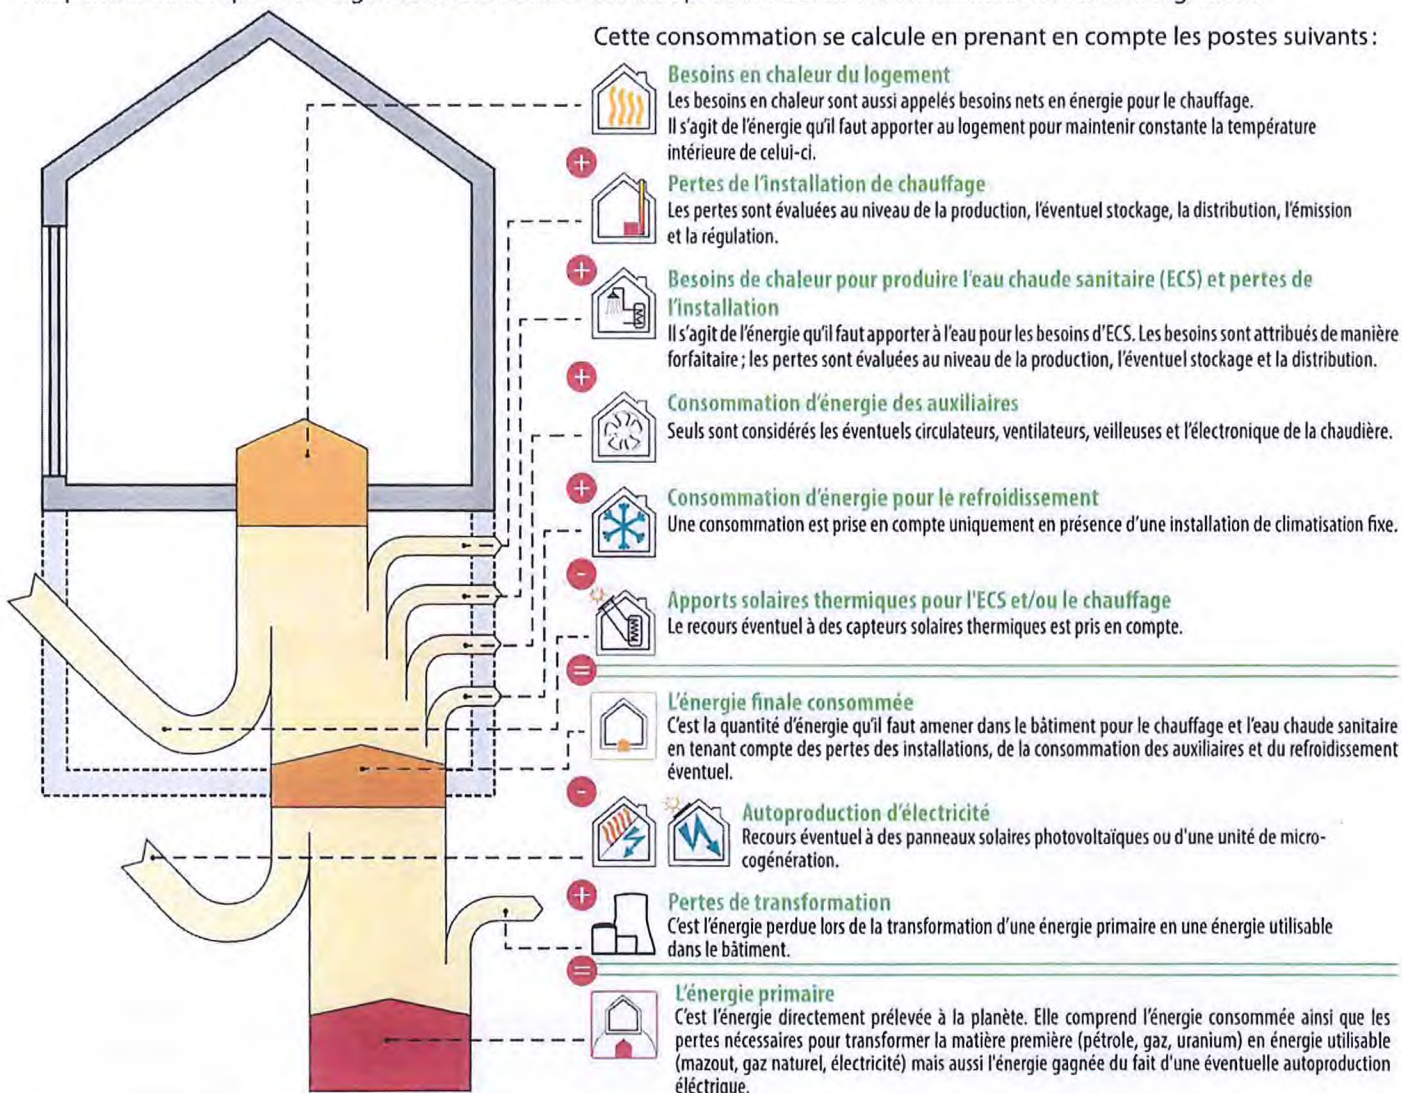 Cette consommation se calcule en prenant en compte les postes suivants :
Besoins en chaleur du logement
Les besoins en chaleur sont aussi appelés besoins nets en énergie pour le chauffage.
Il s'agit de l'énergie qu'il faut apporter au logement pour maintenir constante la température
intérieure de celui-ci.
+
Pertes de l'installation de chauffage
Les pertes sont évaluées au niveau de la production, l'éventuel stockage, la distribution, l'émission
et la régulation.
+
Besoins de chaleur pour produire l'eau chaude sanitaire (ECS) et pertes de
l'installation
Il s'agit de l'énergie qu'il faut apporter à l'eau pour les besoins d'ECS. Les besoins sont attribués de manière
forfaitaire ; les pertes sont évaluées au niveau de la production, l'éventuel stockage et la distribution.
+
Consommation d'énergie des auxiliaires
Seuls sont considérés les éventuels circulateurs, ventilateurs, veilleuses et l'électronique de la chaudière.
+
Consommation d'énergie pour le refroidissement
Une consommation est prise en compte uniquement en présence d'une installation de climatisation fixe.
-
Apports solaires thermiques pour l'ECS et/ou le chauffage
Le recours éventuel à des capteurs solaires thermiques est pris en compte.
=
L'énergie finale consommée
C'est la quantité d'énergie qu'il faut amener dans le bâtiment pour le chauffage et l'eau chaude sanitaire
en tenant compte des pertes des installations, de la consommation des auxiliaires et du refroidissement
éventuel.
-
Autoproduction d'électricité
Recours éventuel à des panneaux solaires photovoltaïques ou d'une unité de micro-
cogénération.
+
Pertes de transformation
C'est l'énergie perdue lors de la transformation d'une énergie primaire en une énergie utilisable
dans le bâtiment.
=
L'énergie primaire
C'est l'énergie directement prélevée à la planète. Elle comprend l'énergie consommée ainsi que les
pertes nécessaires pour transformer la matière première (pétrole, gaz, uranium) en énergie utilisable
(mazout, gaz naturel, électricité) mais aussi l'énergie gagnée du fait d'une éventuelle autoproduction
éléctrique.